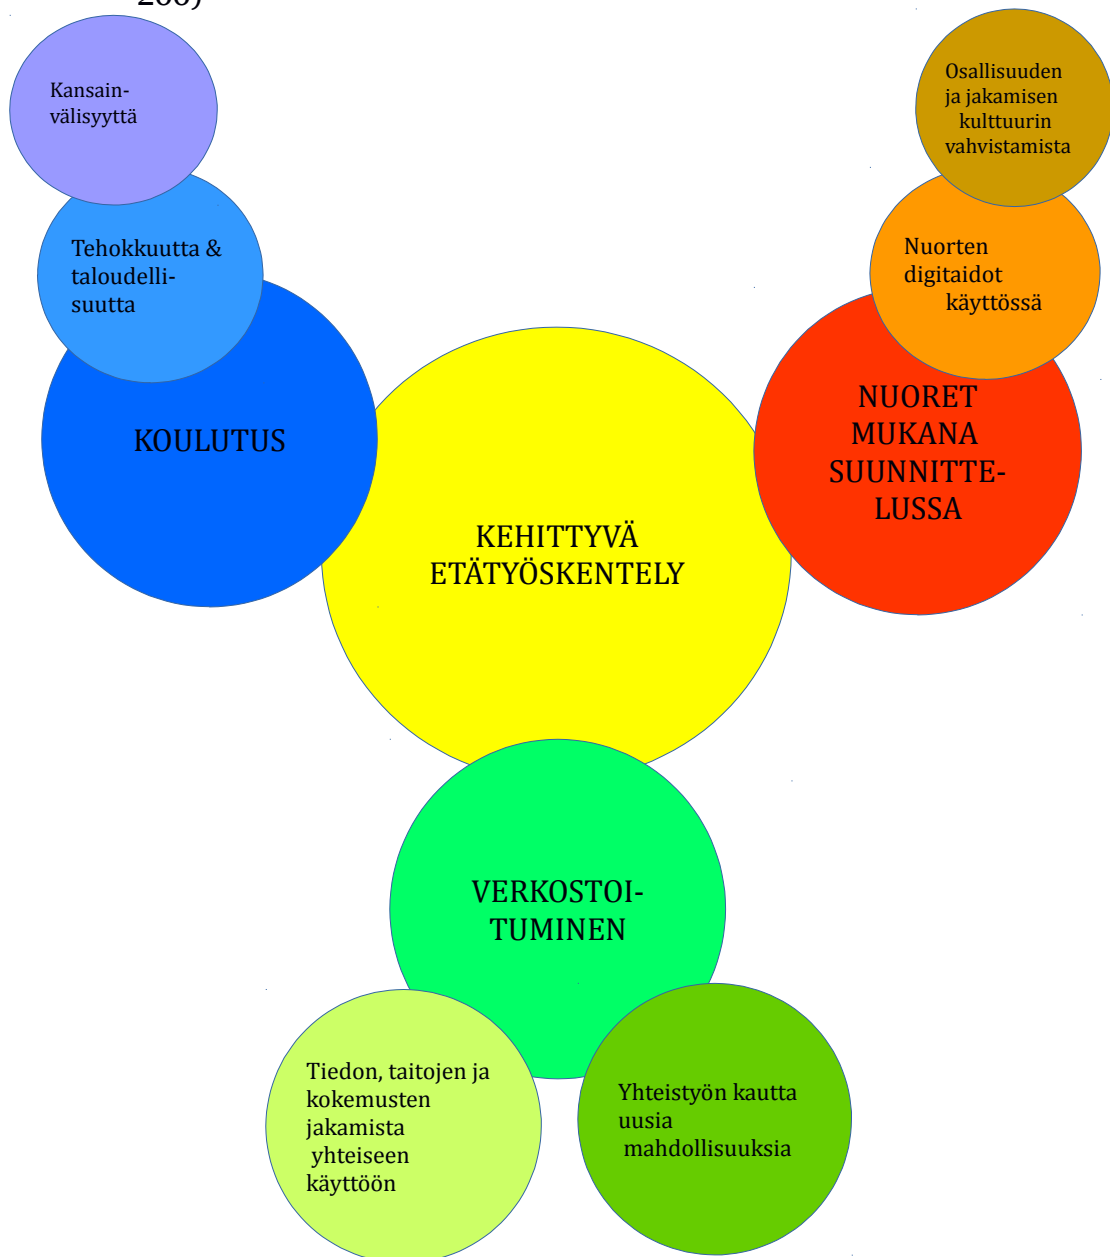 200)
Kansain-
välisyyttä
Osallisuuden
ja jakamisen
kulttuurin
vahvistamista
Tehokkuutta &
taloudelli-
suutta
Nuorten
digitaidot
käyttössä
KOULUTUS
NUORET
MUKANA
SUUNNITTE-
LUSSA
KEHITTYVÄ
ETÄTYÖSKENTELY
VERKOSTOI-
TUMINEN
Tiedon, taitojen ja
kokemusten
jakamista
yhteiseen
käyttöön
Yhteistyön kautta
uusia
mahdollisuuksia